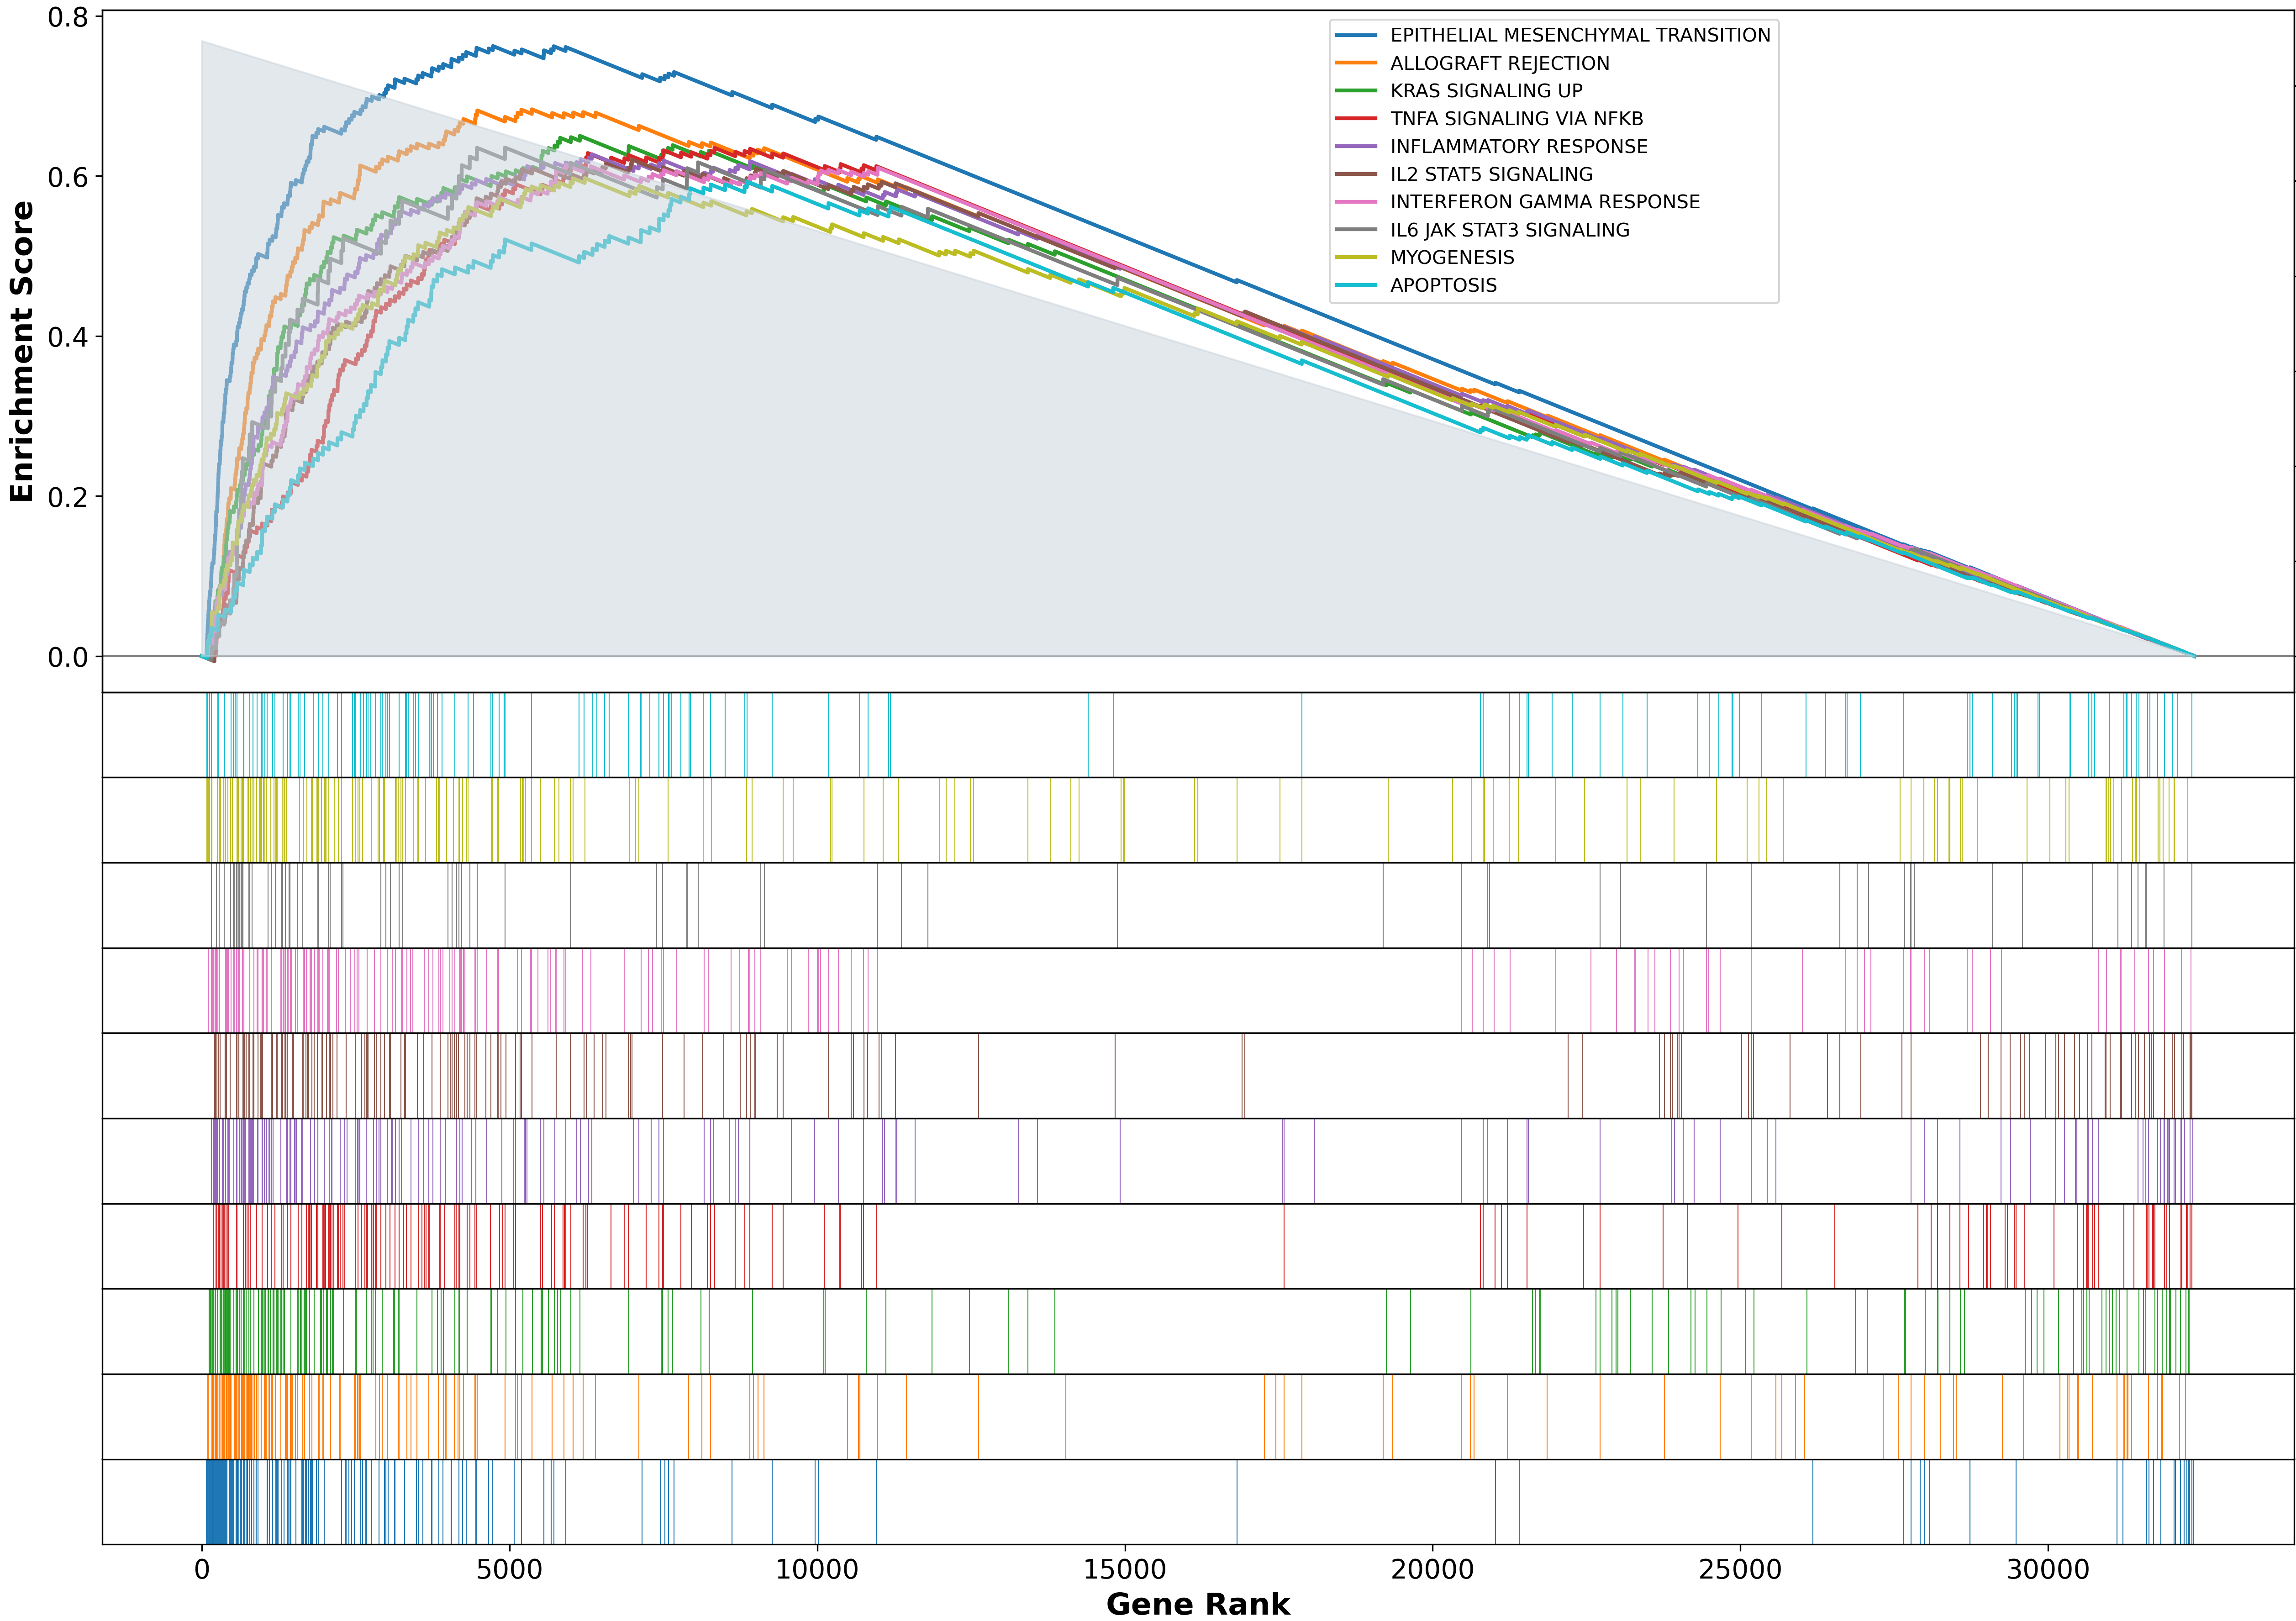 0.8
0.6
0.4
0.2
0.0
Enrichment Score
EPITHELIAL MESENCHYMAL TRANSITION
ALLOGRAFT REJECTION
KRAS SIGNALING UP
TNFA SIGNALING VIA NFKB
INFLAMMATORY RESPONSE
IL2 STAT5 SIGNALING
INTERFERON GAMMA RESPONSE
IL6 JAK STAT3 SIGNALING
MYOGENESIS
APOPTOSIS
0 5000 10000 15000 20000 25000 30000
Gene Rank